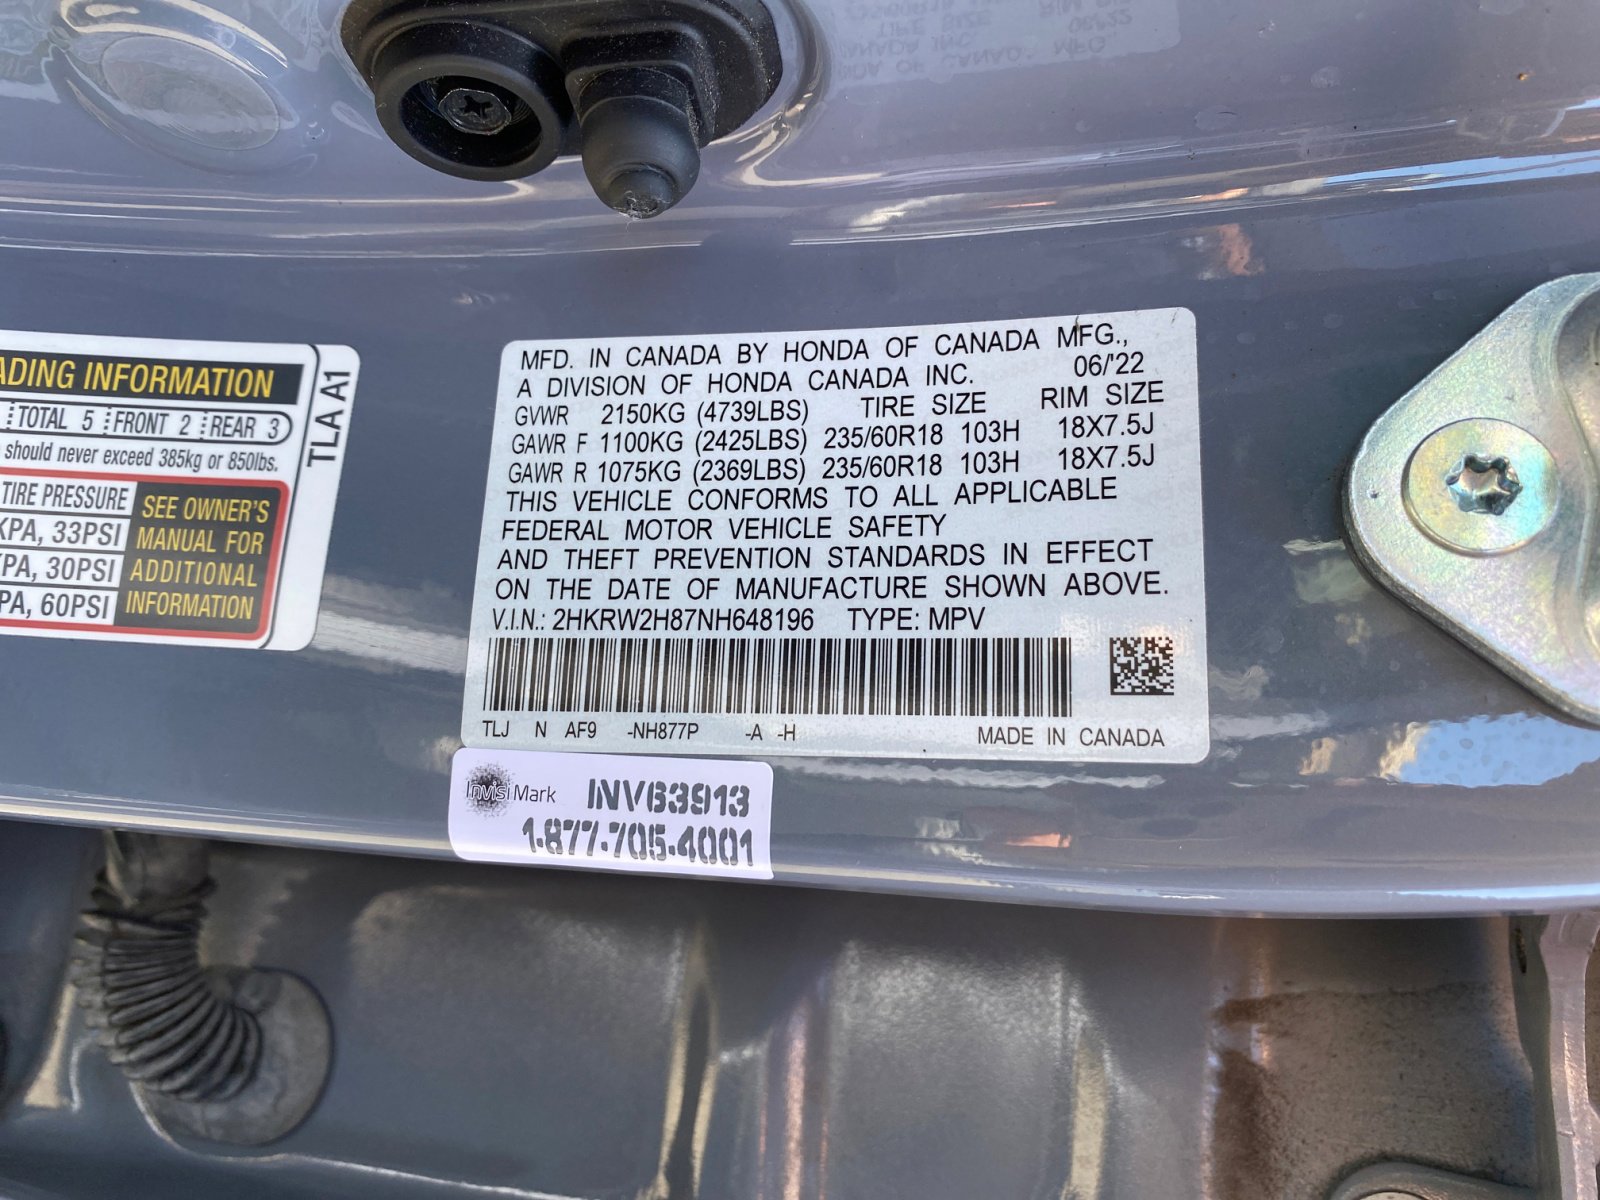 ADING INFORMATION
TOTAL 5 FRONT 2 REAR 3
should never exceed 385kg or 850lbs.
TIRE PRESSURE
KPA, 33PSI
KPA, 30PSI
PA, 60PSI
SEE OWNER'S
MANUAL FOR
ADDITIONAL
INFORMATION
TLA A1
MFD. IN CANADA BY HONDA OF CANADA MFG.,
A DIVISION OF HONDA CANADA INC. 06/'22
GVWR 2150KG (4739LBS) TIRE SIZE RIM SIZE
GAWR F 1100KG (2425LBS) 235/60R18 103H 18X7.5J
GAWR R 1075KG (2369LBS) 235/60R18 103H 18X7.5J
THIS VEHICLE CONFORMS TO ALL APPLICABLE
FEDERAL MOTOR VEHICLE SAFETY
AND THEFT PREVENTION STANDARDS IN EFFECT
ON THE DATE OF MANUFACTURE SHOWN ABOVE.
V.I.N.: 2HKRW2H87NH648196 TYPE: MPV
TLJ N AF9 -NH877P -A -H MADE IN CANADA
InvisiMark INV63913
1-877-705-4001